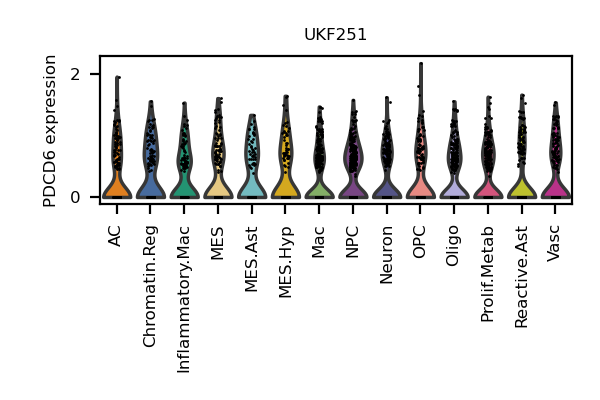 UKF251
PDCD6 expression
2
0
AC
Chromatin.Reg
Inflammatory.Mac
MES
MES.Ast
MES.Hyp
Mac
NPC
Neuron
OPC
Oligo
Prolif.Metab
Reactive.Ast
Vasc